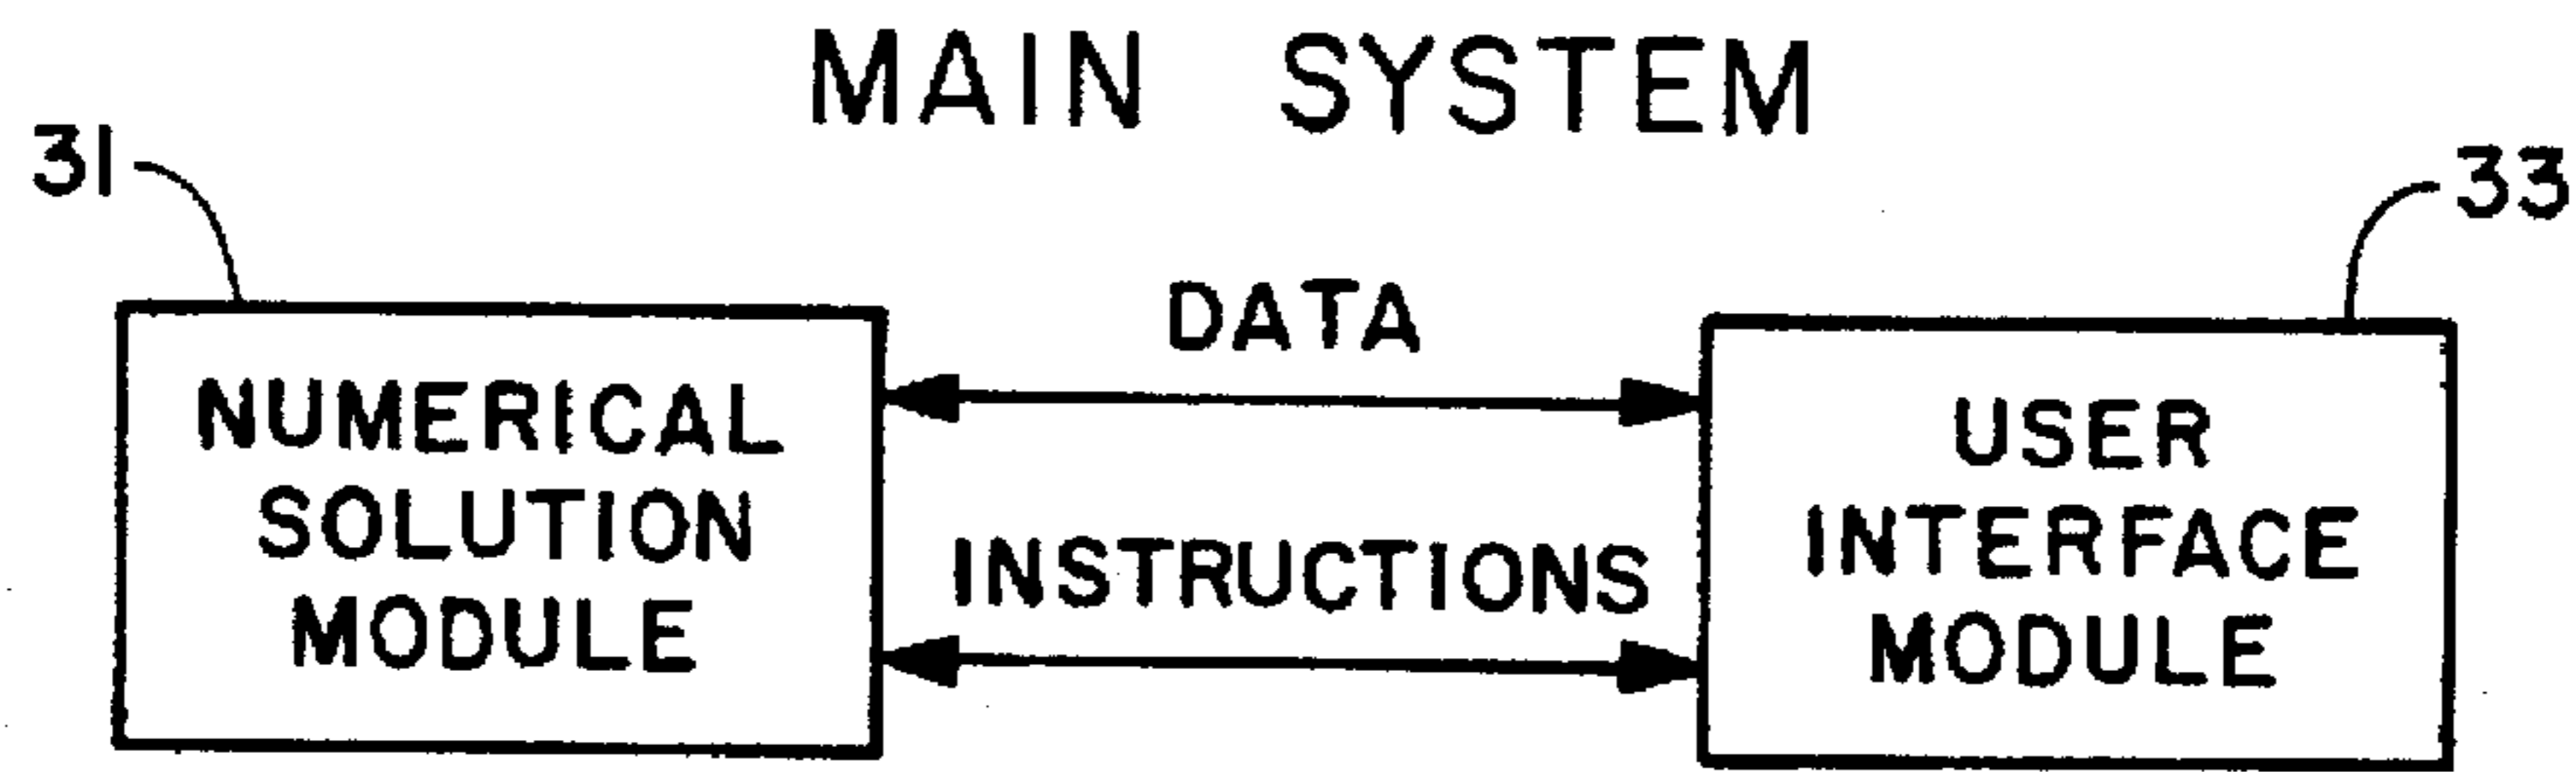 MAIN SYSTEM
31
33
DATA
NUMERICAL
SOLUTION
MODULE
INSTRUCTIONS
USER
INTERFACE
MODULE